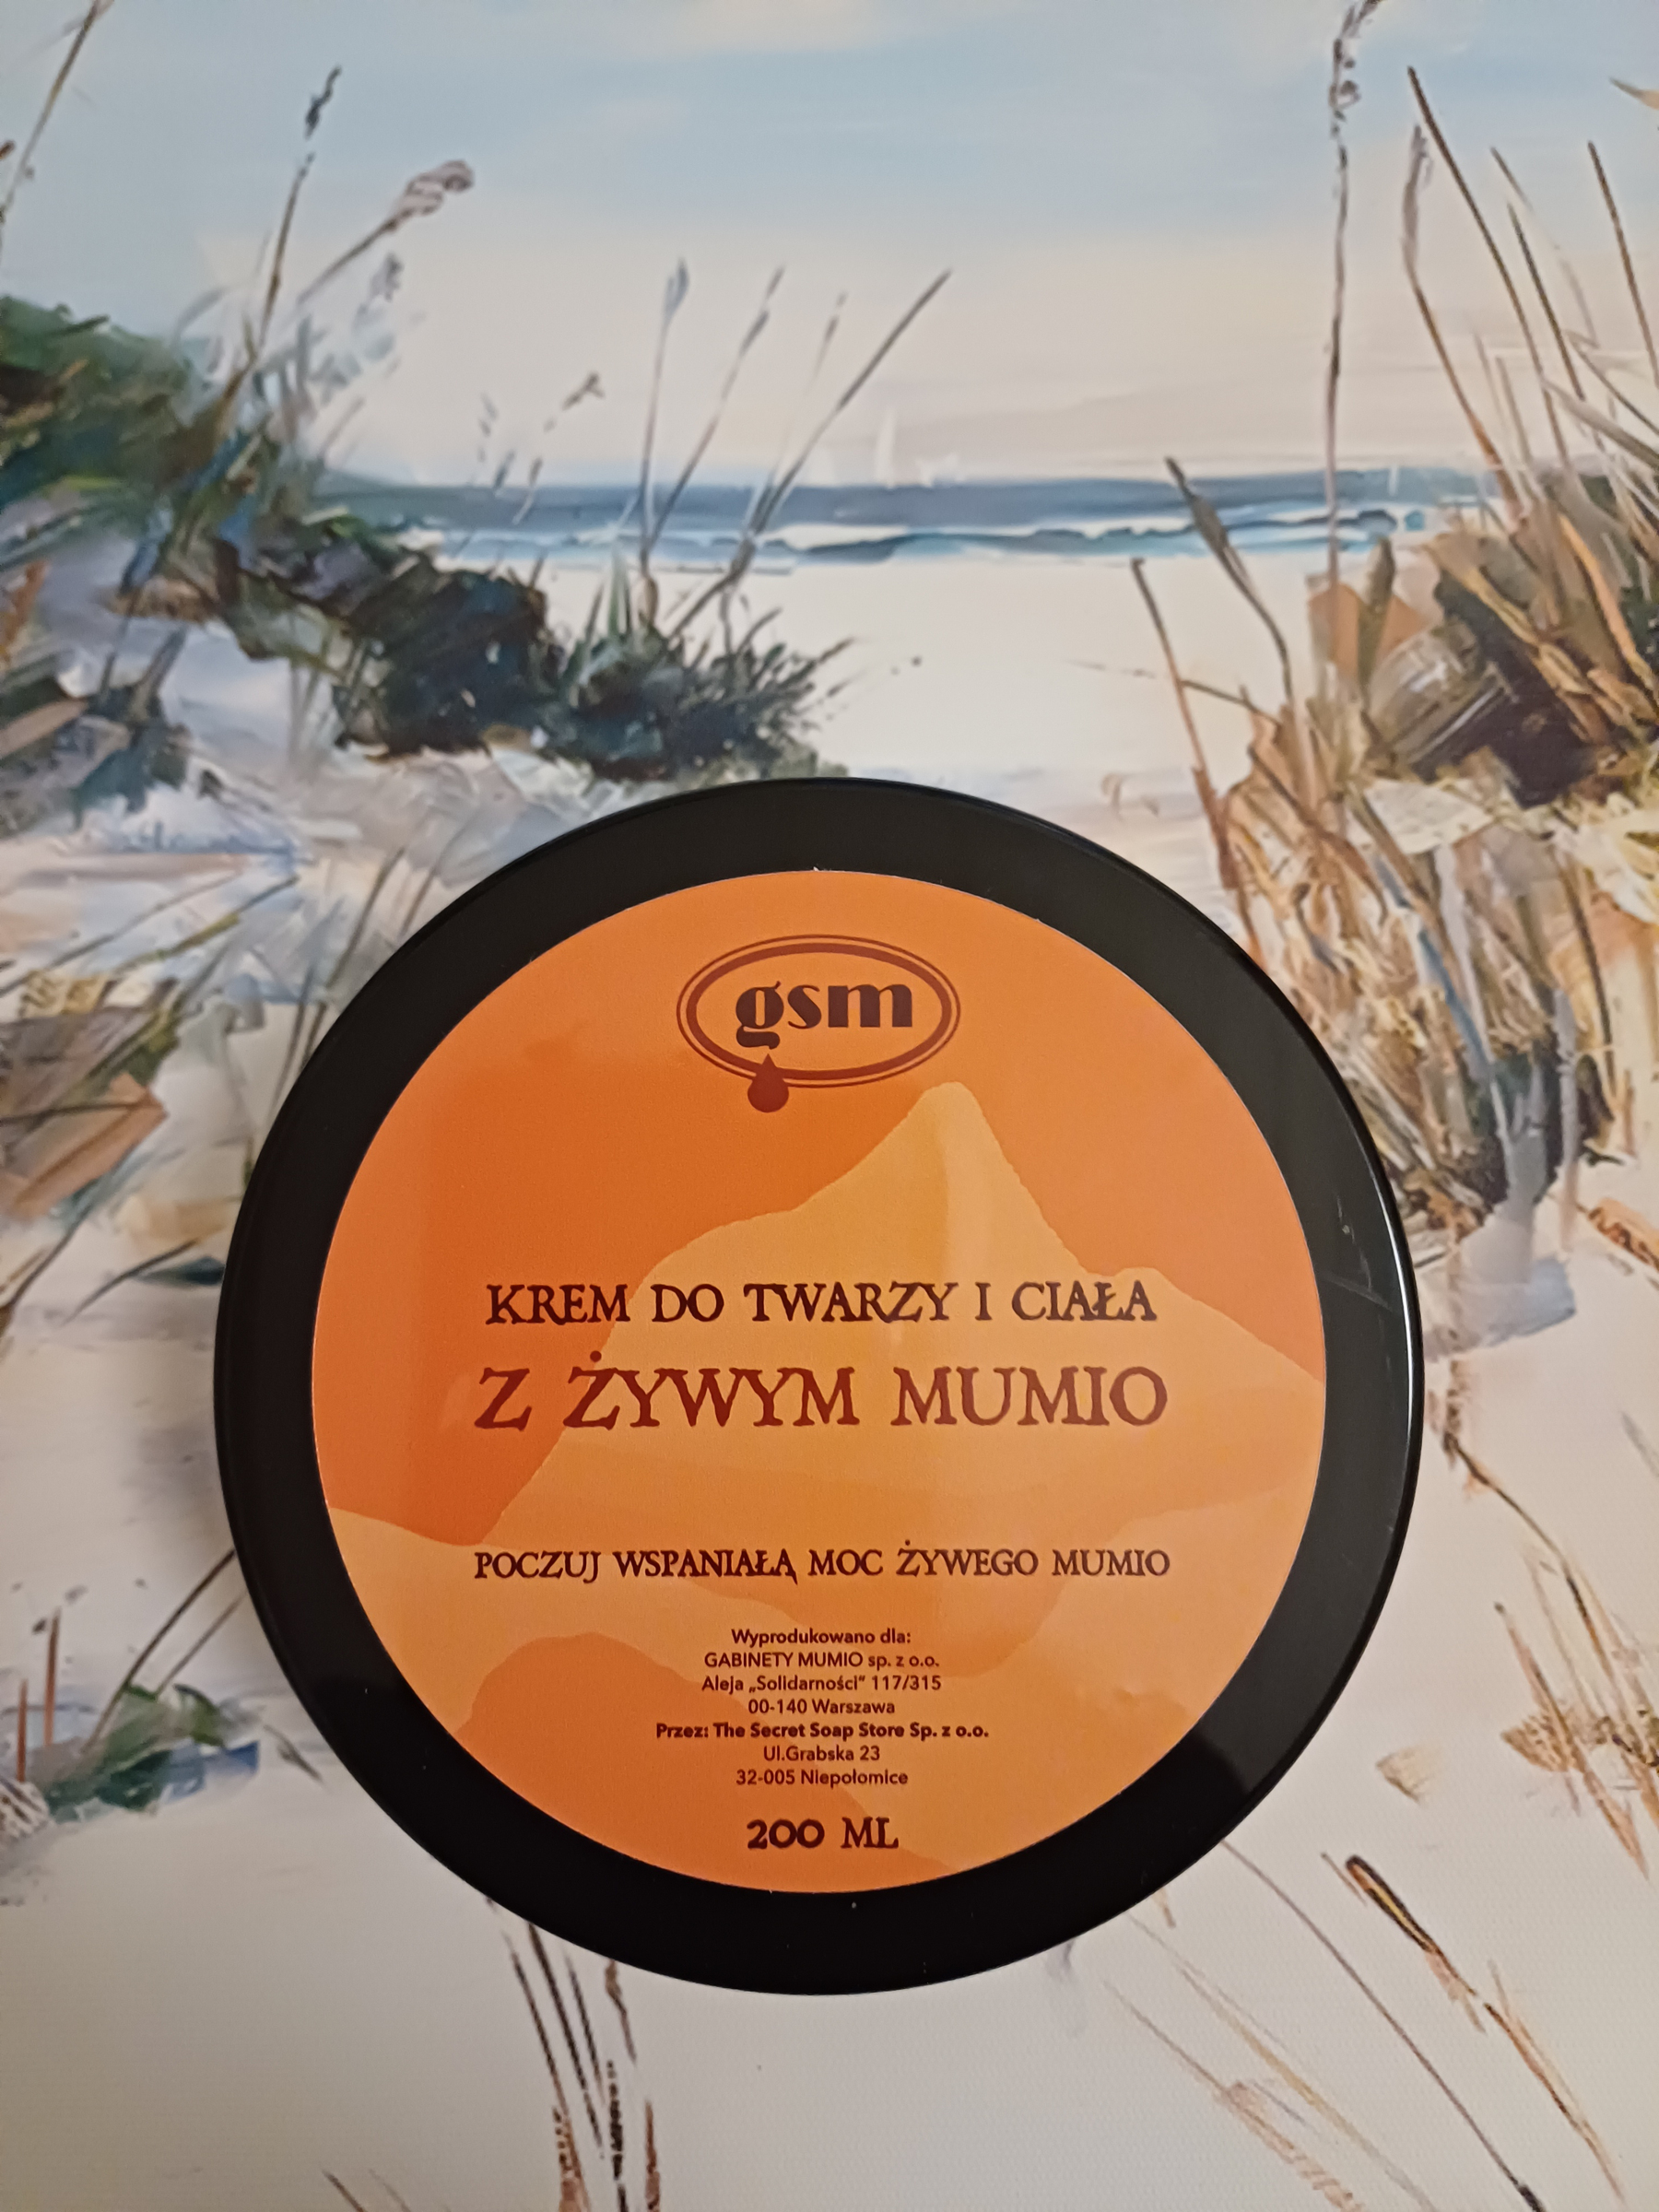 gsm
KREM DO TWARZY I CIAŁA
Z ŻYWYM MUMIO
POCZUJ WSPANIAŁĄ MOC ŻYWEGO MUMIO
Wyprodukowano dla:
GABINETY MUMIO sp. z o.o.
Aleja „Solidarności" 117/315
00-140 Warszawa
Przez: The Secret Soap Store Sp. z o.o.
Ul.Grabska 23
32-005 Niepołomice
200 ML